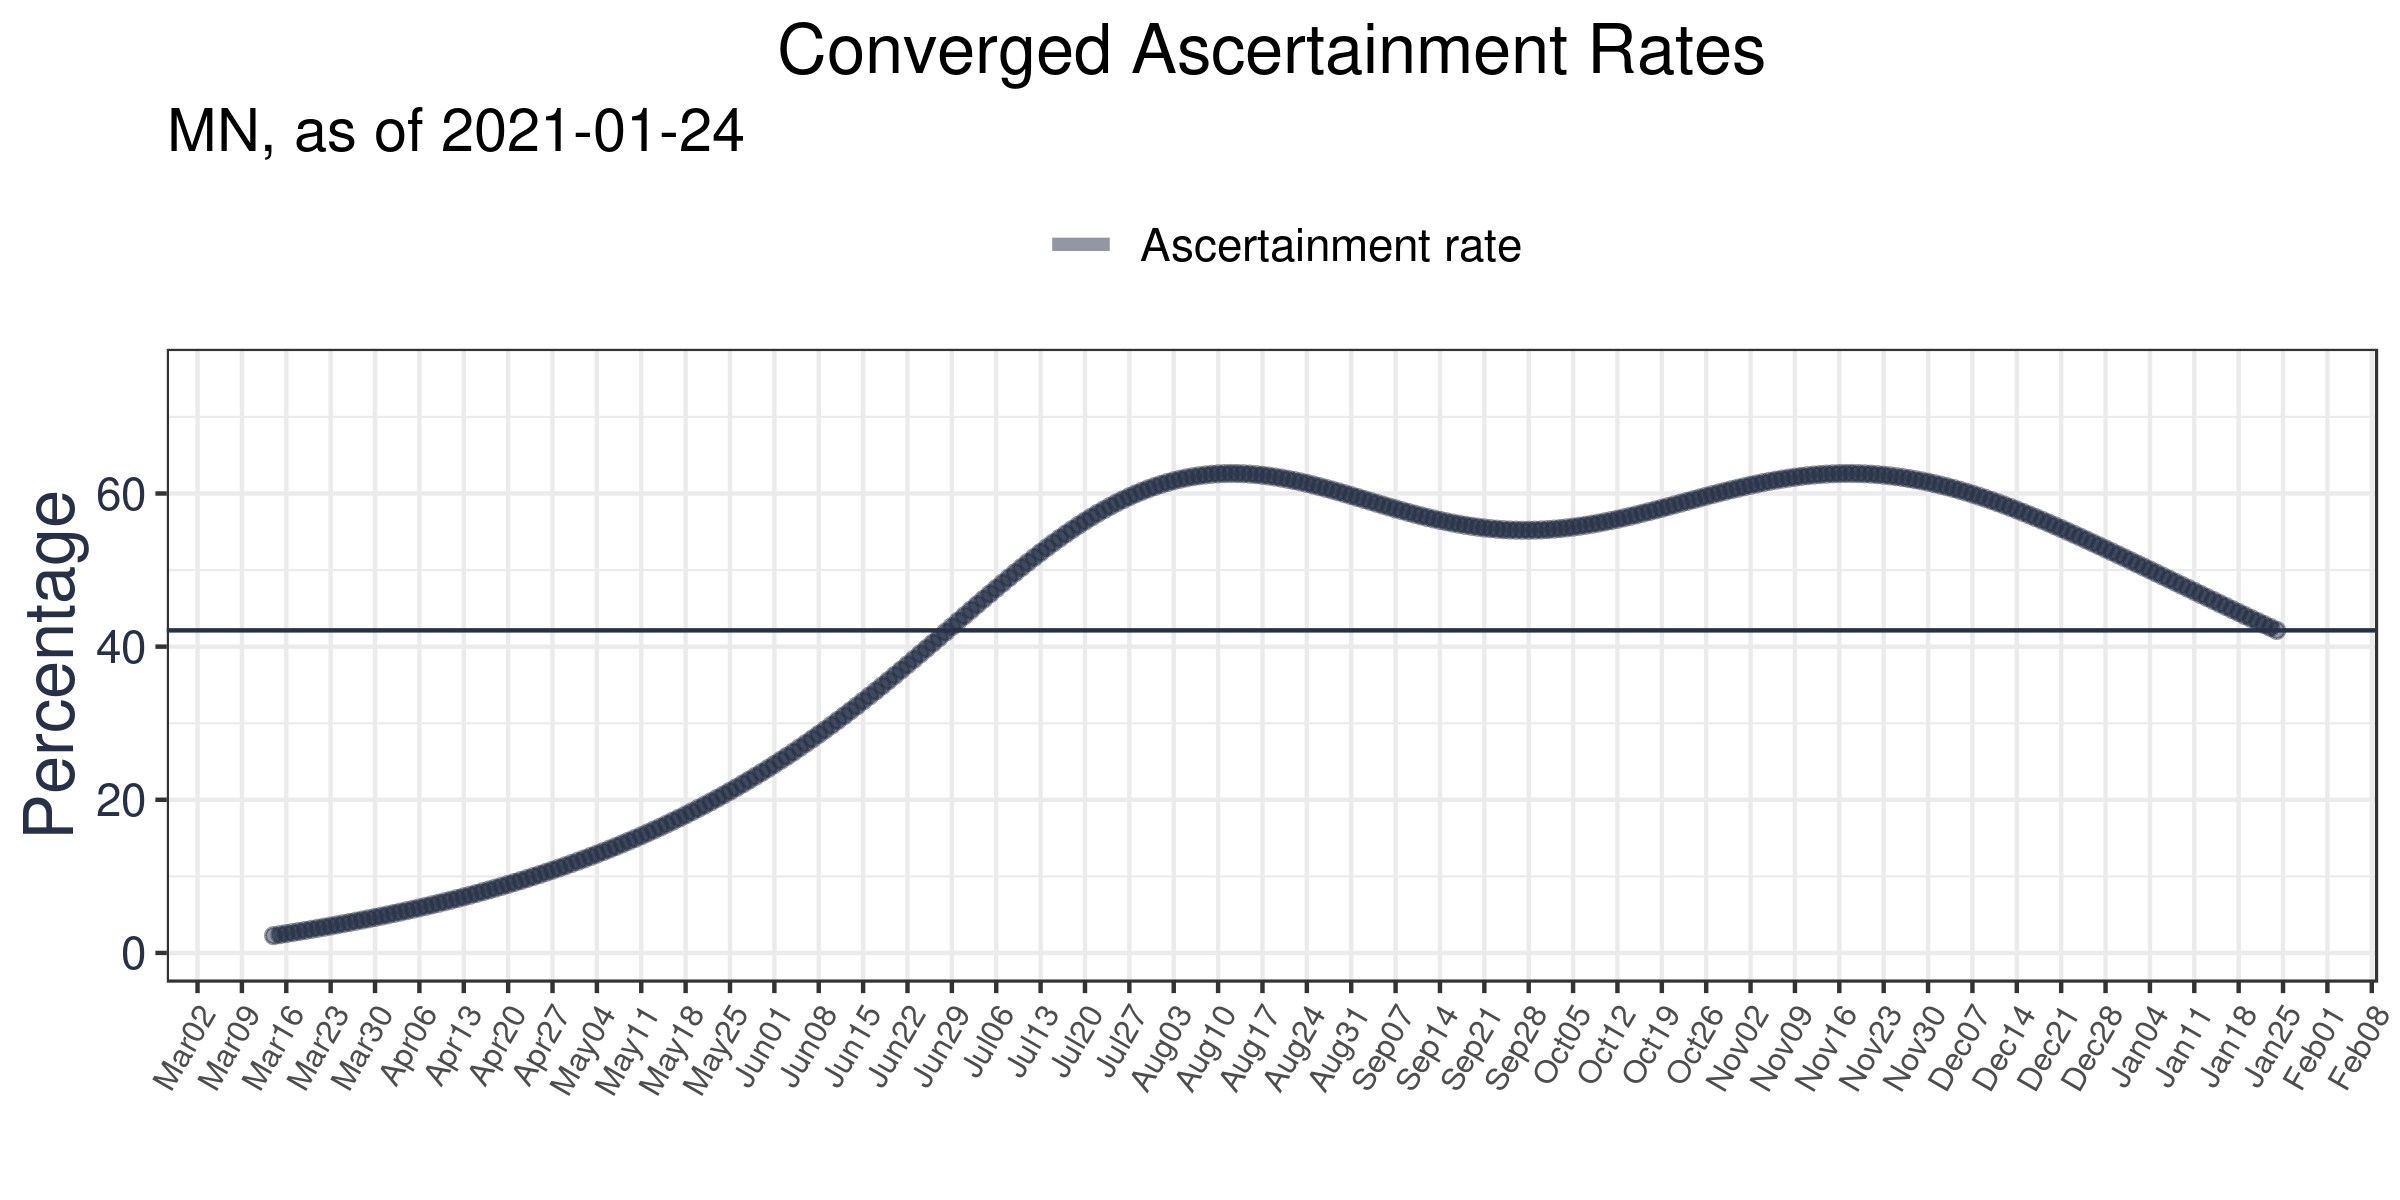 Converged Ascertainment Rates
MN, as of 2021-01-24
Ascertainment rate
Percentage
60
40
20
0
Mar02
Mar09
Mar16
Mar23
Mar30
Apr06
Apr13
Apr20
Apr27
May04
May11
May18
May25
Jun01
Jun08
Jun15
Jun22
Jun29
Jul06
Jul13
Jul20
Jul27
Aug03
Aug10
Aug17
Aug24
Aug31
Sep07
Sep14
Sep21
Sep28
Oct05
Oct12
Oct19
Oct26
Nov02
Nov09
Nov16
Nov23
Nov30
Dec07
Dec14
Dec21
Dec28
Jan04
Jan11
Jan18
Jan25
Feb01
Feb08